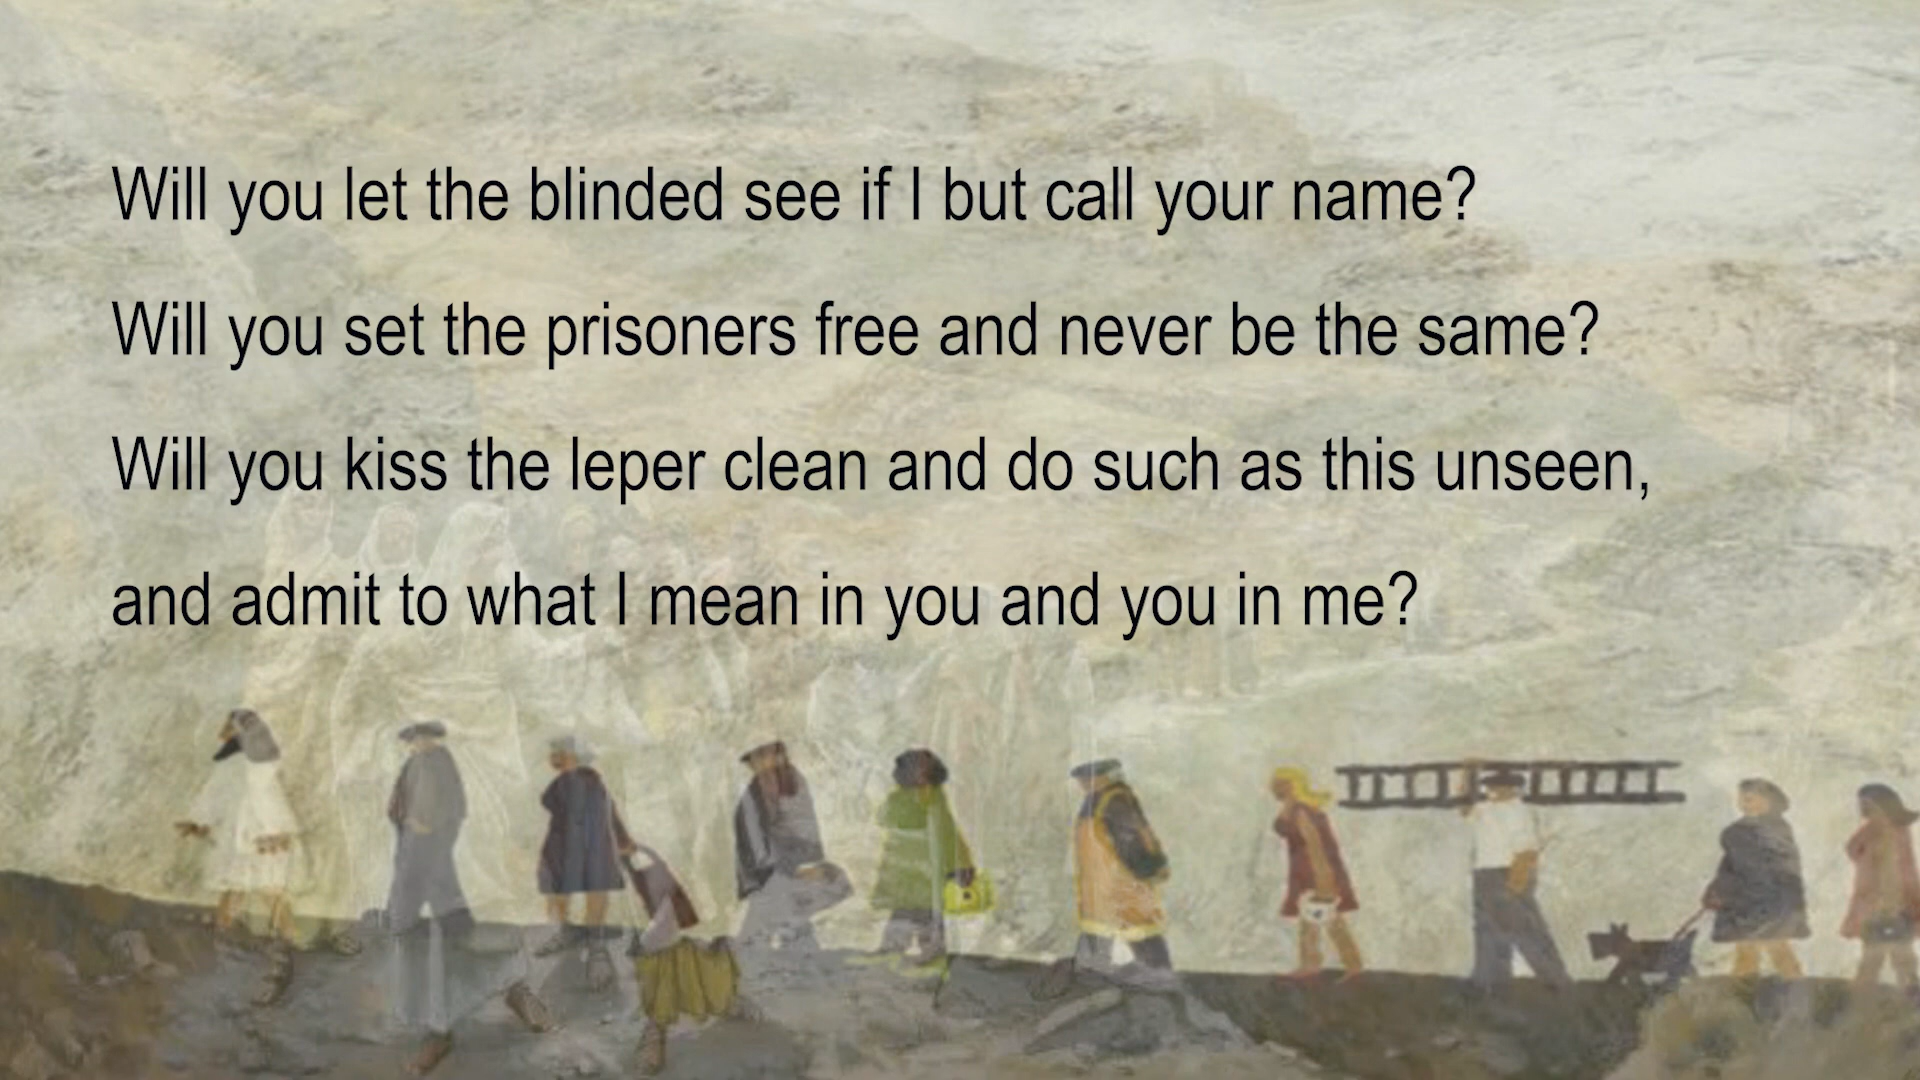 Will you let the blinded see if I but call your name?
Will you set the prisoners free and never be the same?
Will you kiss the leper clean and do such as this unseen,
and admit to what I mean in you and you in me?